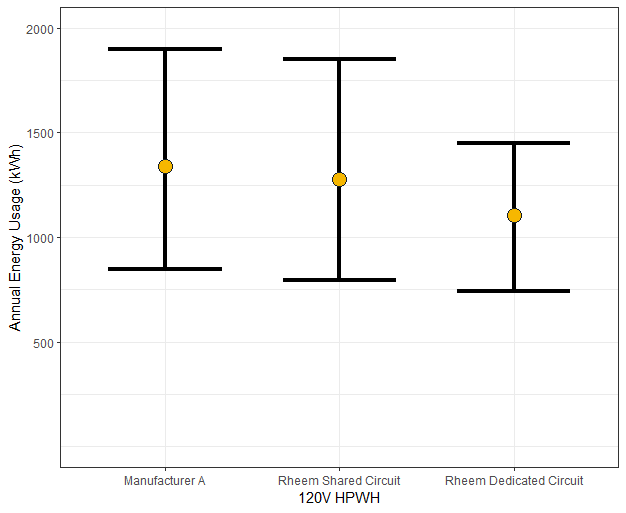 Annual Energy Usage (kWh)
2000
1500
1000
500
Manufacturer A
Rheem Shared Circuit
Rheem Dedicated Circuit
120V HPWH